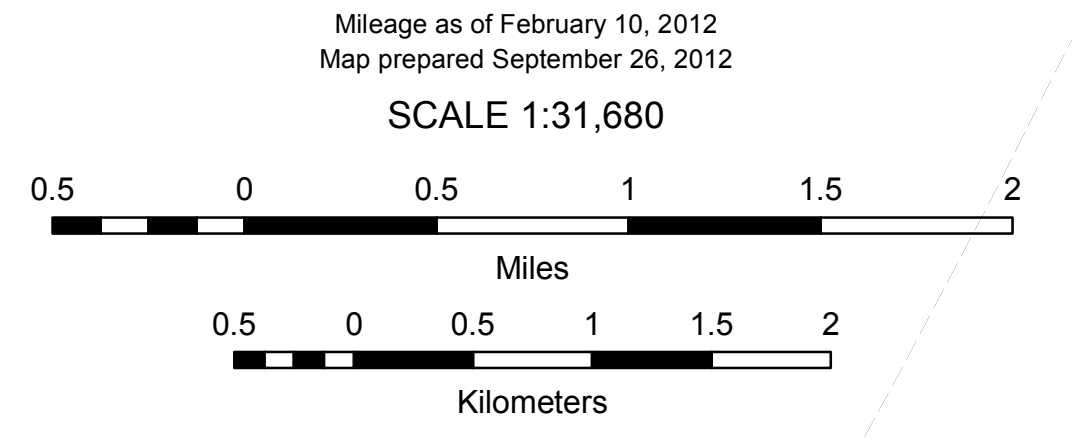 Mileage as of February 10, 2012
Map prepared September 26, 2012
SCALE 1:31,680
0.5 0 0.5 1 1.5 2
Miles
0.5 0 0.5 1 1.5 2
Kilometers